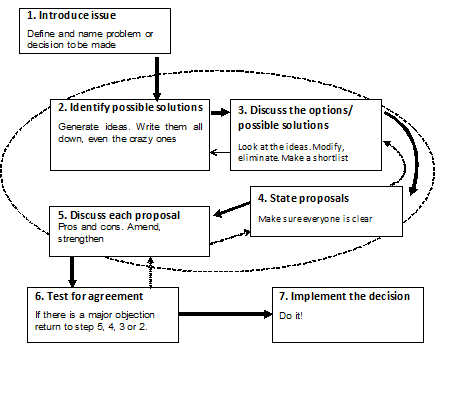 1. Introduce issue
Define and name problem or
decision to be made
2. Identify possible solutions
Generate ideas. Write them all
down, even the crazy ones
3. Discuss the options/
possible solutions
Look at the ideas. Modify,
eliminate. Make a shortlist
4. State proposals
Make sure everyone is clear
5. Discuss each proposal
Pros and cons. Amend,
strengthen
6. Test for agreement
If there is a major objection
return to step 5, 4, 3 or 2.
7. Implement the decision
Do it!